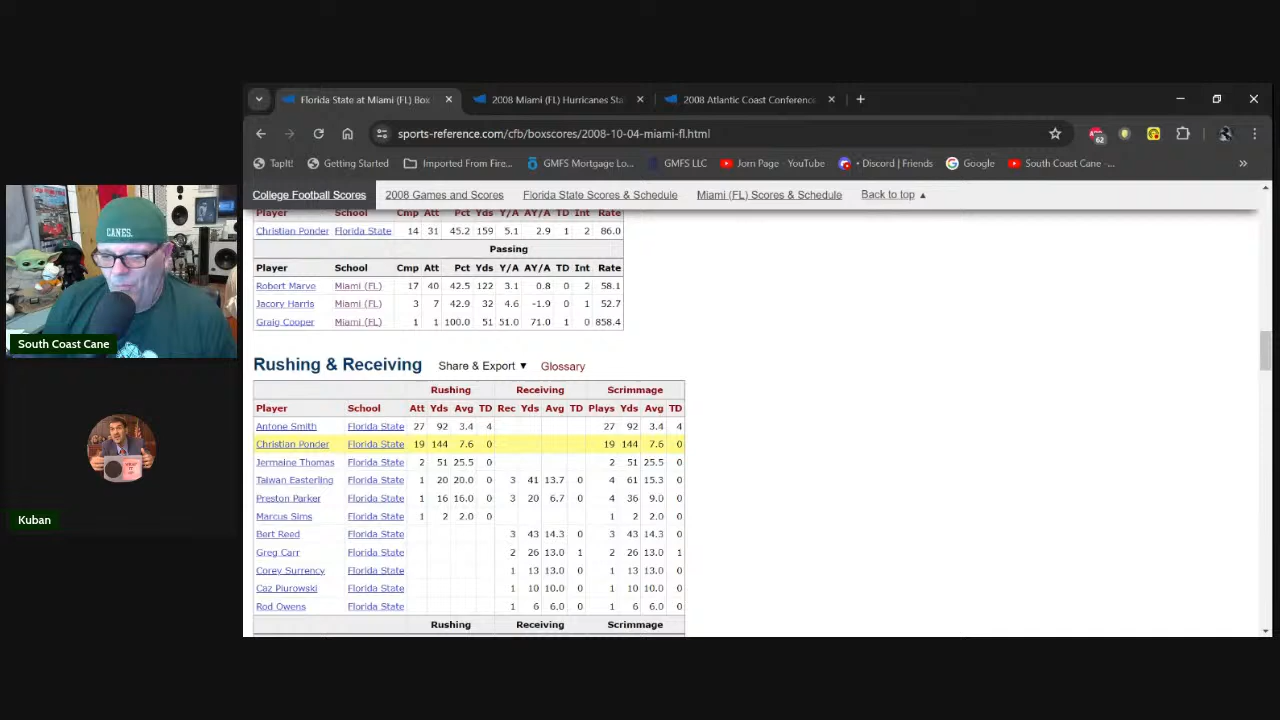 Florida State at Miami (FL) Box
2008 Miami (FL) Hurricanes Sta
2008 Atlantic Coast Conference
sports-reference.com/cfb/boxscores/2008-10-04-miami-fl.html
62
TapIt!
Getting Started
Imported From Fire...
GMFS Mortgage Lo...
GMFS LLC
Jom Page - YouTube
• Discord | Friends
Google
South Coast Cane -...
College Football Scores
2008 Games and Scores
Florida State Scores & Schedule
Miami (FL) Scores & Schedule
Back to top ▲
Player School Cmp Att Pct Yds Y/A AY/A TD Int Rate
Christian Ponder Florida State 14 31 45.2 159 5.1 2.9 1 2 86.0
Passing
Player School Cmp Att Pct Yds Y/A AY/A TD Int Rate
Robert Marve Miami (FL) 17 40 42.5 122 3.1 0.8 0 2 58.1
Jacory Harris Miami (FL) 3 7 42.9 32 4.6 -1.9 0 1 52.7
Graig Cooper Miami (FL) 1 1 100.0 51 51.0 71.0 1 0 858.4
Rushing & Receiving Share & Export ▼ Glossary
Rushing Receiving Scrimmage
Player School Att Yds Avg TD Rec Yds Avg TD Plays Yds Avg TD
Antone Smith Florida State 27 92 3.4 4 27 92 3.4 4
Christian Ponder Florida State 19 144 7.6 0 19 144 7.6 0
Jermaine Thomas Florida State 2 51 25.5 0 2 51 25.5 0
Taiwan Easterling Florida State 1 20 20.0 0 3 41 13.7 0 4 61 15.3 0
Preston Parker Florida State 1 16 16.0 0 3 20 6.7 0 4 36 9.0 0
Marcus Sims Florida State 1 2 2.0 0 1 2 2.0 0
Bert Reed Florida State 3 43 14.3 0 3 43 14.3 0
Greg Carr Florida State 2 26 13.0 1 2 26 13.0 1
Corey Surrency Florida State 1 13 13.0 0 1 13 13.0 0
Caz Piurowski Florida State 1 10 10.0 0 1 10 10.0 0
Rod Owens Florida State 1 6 6.0 0 1 6 6.0 0
Rushing Receiving Scrimmage
CANES.
South Coast Cane
Kuban